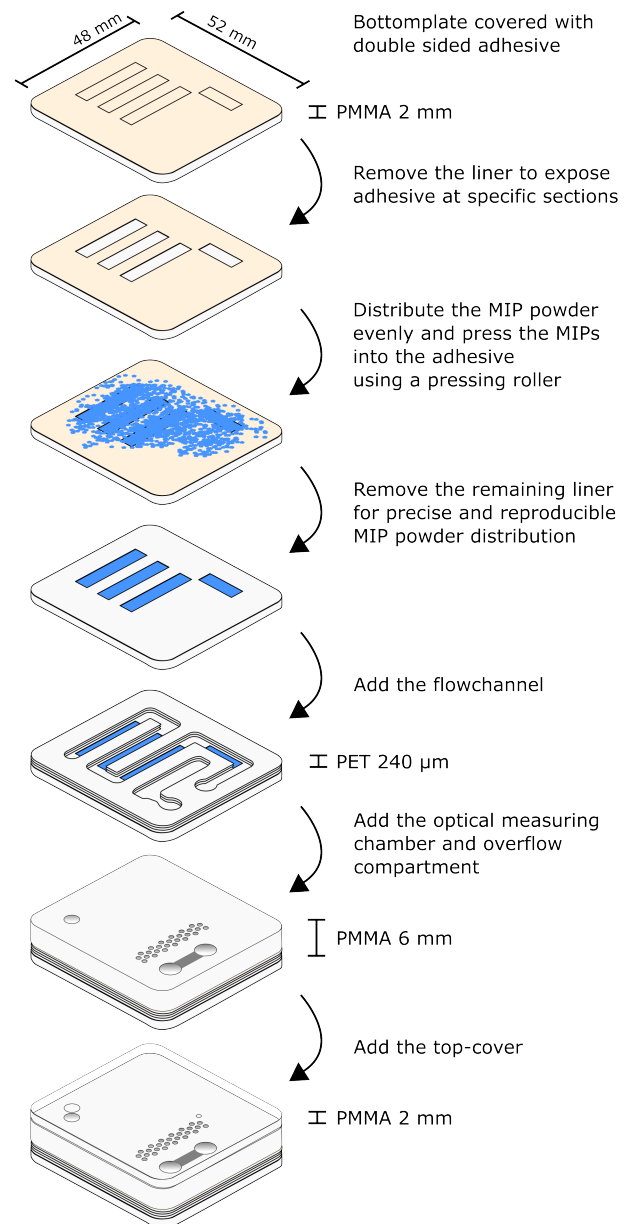 48 mm
52 mm
Bottomplate covered with
double sided adhesive
PMMA 2 mm
Remove the liner to expose
adhesive at specific sections
Distribute the MIP powder
evenly and press the MIPs
into the adhesive
using a pressing roller
Remove the remaining liner
for precise and reproducible
MIP powder distribution
Add the flowchannel
PET 240 µm
Add the optical measuring
chamber and overflow
compartment
PMMA 6 mm
Add the top-cover
PMMA 2 mm